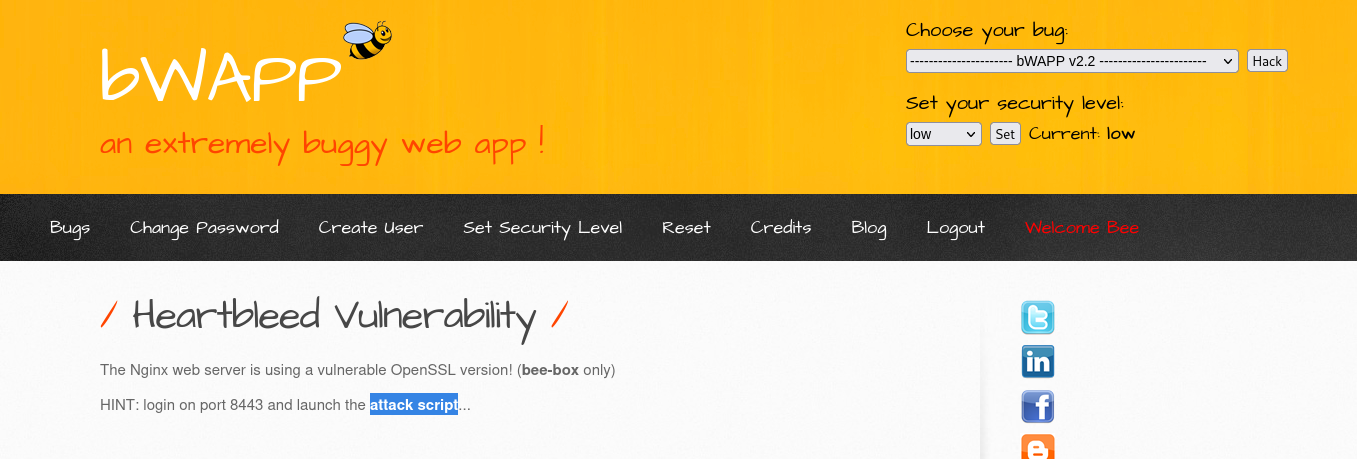 bWAPP
an extremely buggy web app !
Choose your bug:
----------------------- bWAPP v2.2 ------------------------
Hack
Set your security level:
low
Set
Current: low
Bugs
Change Password
Create User
Set Security Level
Reset
Credits
Blog
Logout
Welcome Bee
/ Heartbleed Vulnerability /
The Nginx web server is using a vulnerable OpenSSL version! (bee-box only)
HINT: login on port 8443 and launch the attack script...